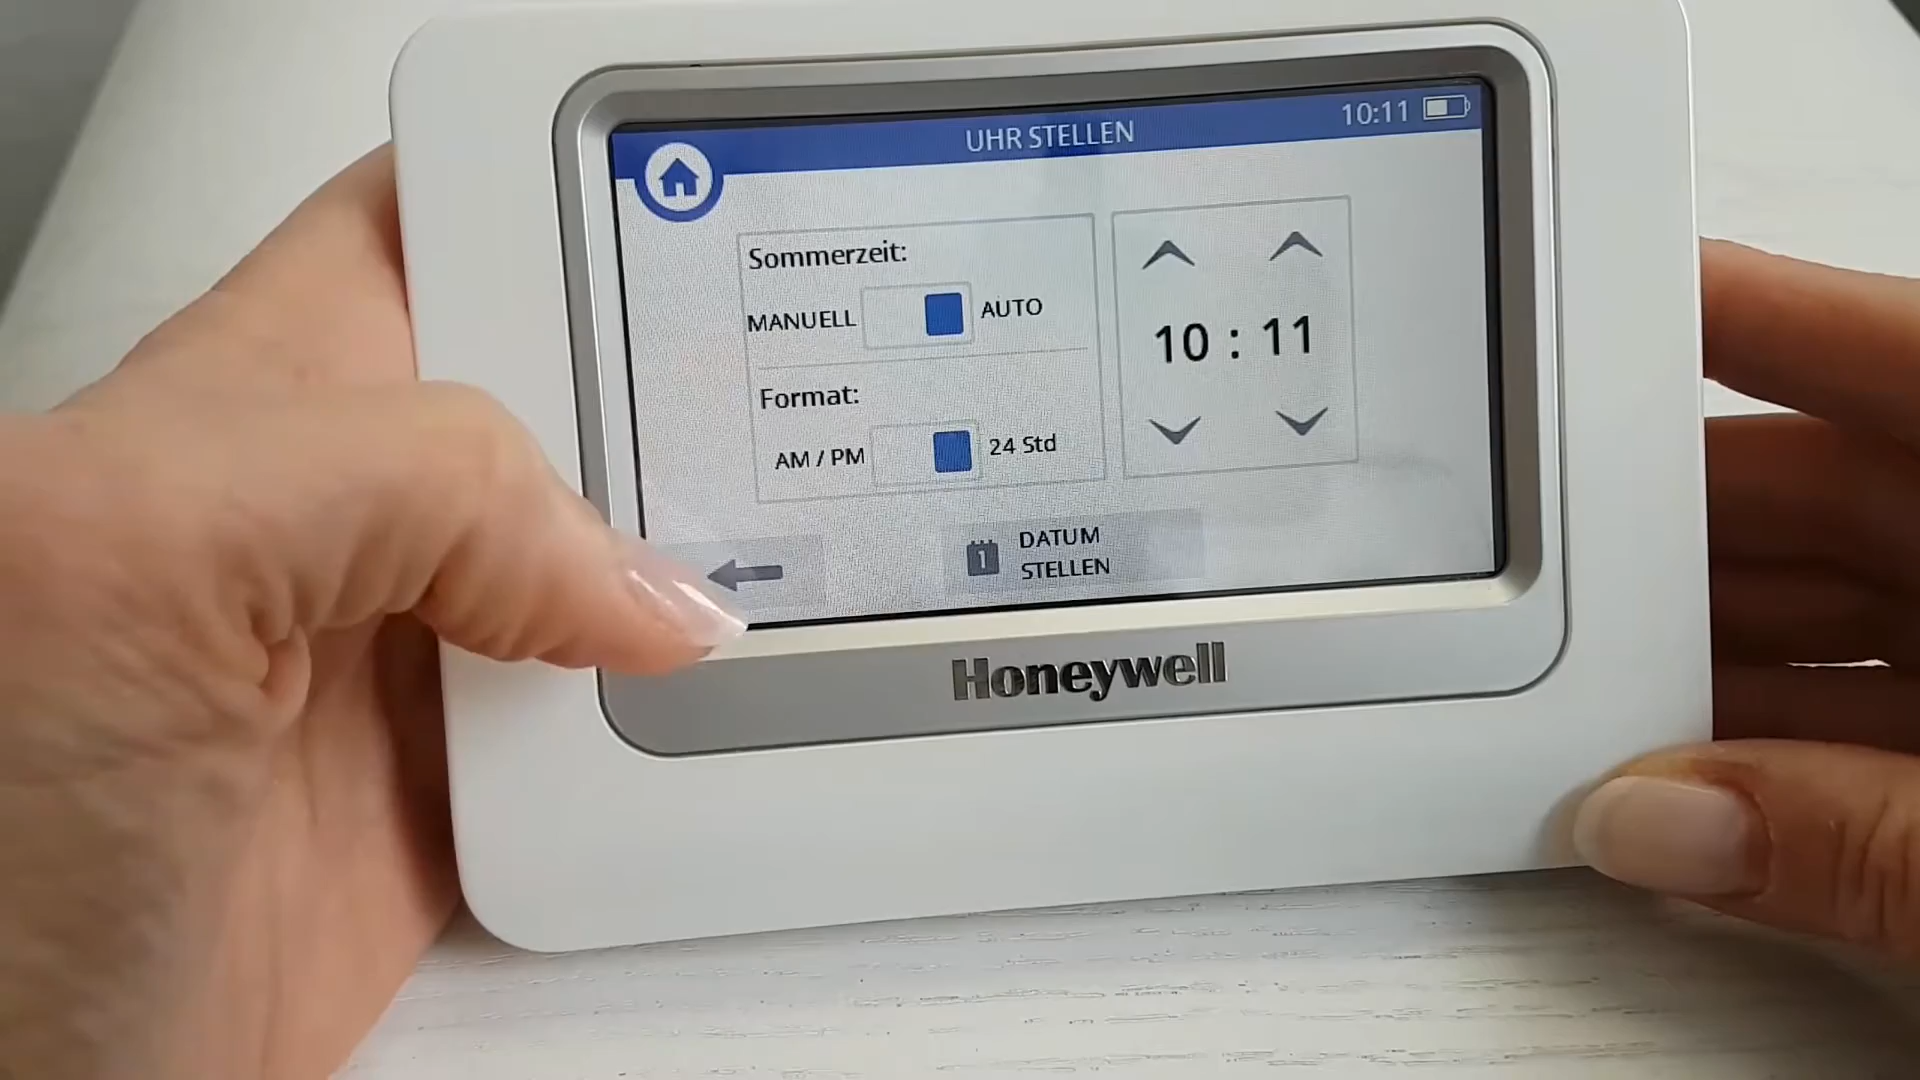 UHR STELLEN
10:11
Sommerzeit:
MANUELL
AUTO
Format:
AM / PM
24 Std
10 : 11
1
DATUM
STELLEN
Honeywell